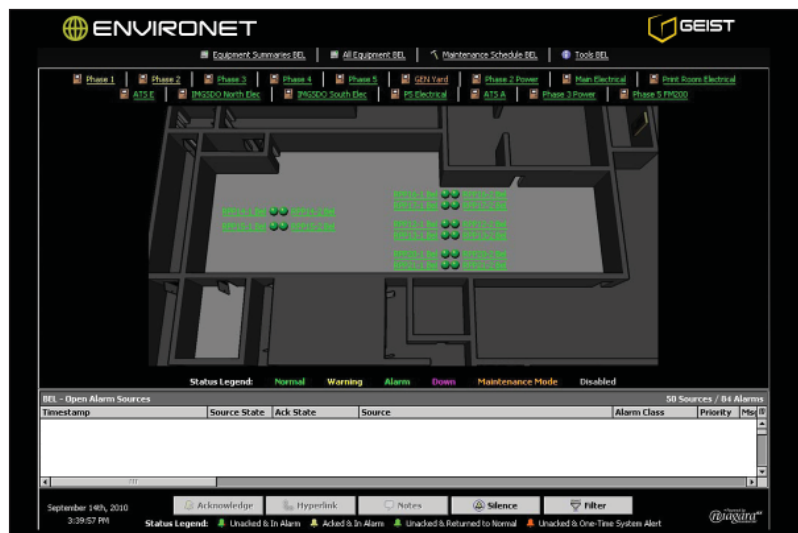 ENVIRONET
GEIST
Equipment Summaries BEL
All Equipment BEL
Maintenance Schedule BEL
Tools BEL
Phase 1
Phase 2
Phase 3
Phase 4
Phase 5
GEN Yard
Phase 2 Power
Main Electrical
Print Room Electrical
ATS E
IMGSDO North Elec
IMGSDO South Elec
P5 Electrical
ATS A
Phase 3 Power
Phase 5 FM200
Status Legend: Normal Warning Alarm Down Maintenance Mode Disabled
BEL - Open Alarm Sources
50 Sources / 84 Alarms
Timestamp Source State Ack State Source Alarm Class Priority Msg
Acknowledge Hyperlink Notes Silence Filter
September 14th, 2010
3:39:57 PM
Status Legend: Unacked & In Alarm Acked & In Alarm Unacked & Returned to Normal Unacked & One-Time System Alert
niagara